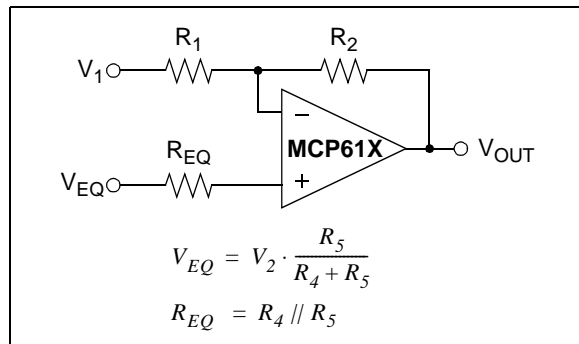 R1
R2
V1
−
MCP61X
VOUT
REQ
VEQ
+
VEQ = V2 · R5 / R4 + R5
REQ = R4 // R5